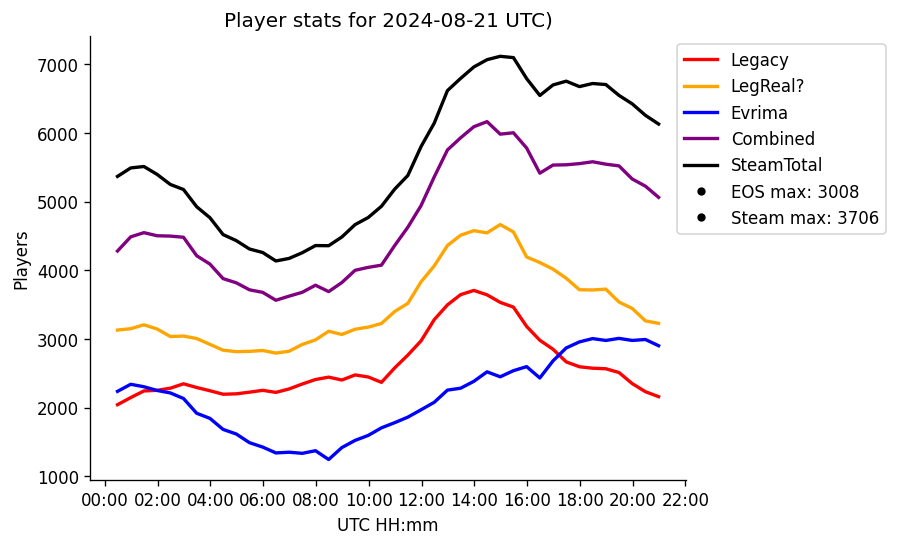 Player stats for 2024-08-21 UTC)
Players
7000
6000
5000
4000
3000
2000
1000
00:00 02:00 04:00 06:00 08:00 10:00 12:00 14:00 16:00 18:00 20:00 22:00
UTC HH:mm
Legacy
LegReal?
Evrima
Combined
SteamTotal
EOS max: 3008
Steam max: 3706